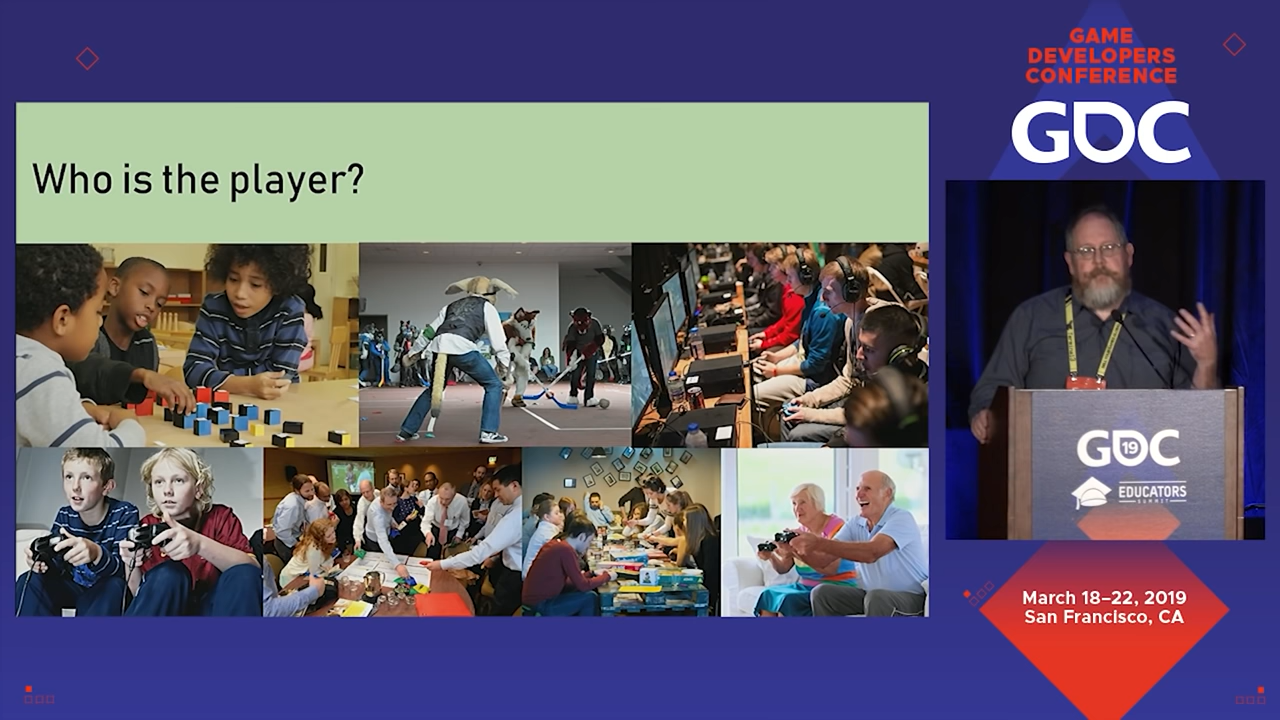 Who is the player?
GAME
DEVELOPERS
CONFERENCE
GDC
GDC
19
EDUCATORS
SUMMIT
March 18–22, 2019
San Francisco, CA